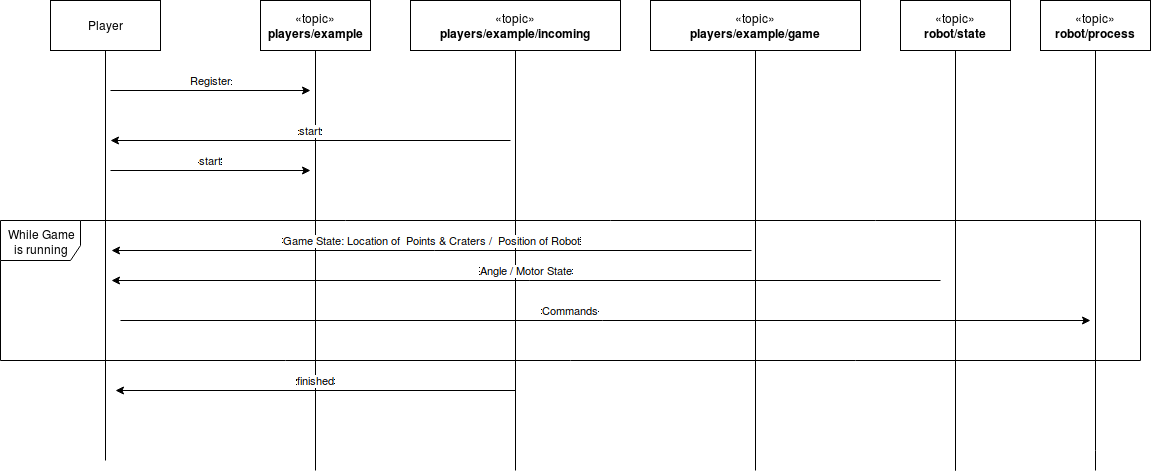 Player
«topic»
players/example
«topic»
players/example/incoming
«topic»
players/example/game
«topic»
robot/state
«topic»
robot/process
Register:
start
start
While Game
is running
Game State: Location of Points & Craters / Position of Robot
Angle / Motor State
Commands
finished